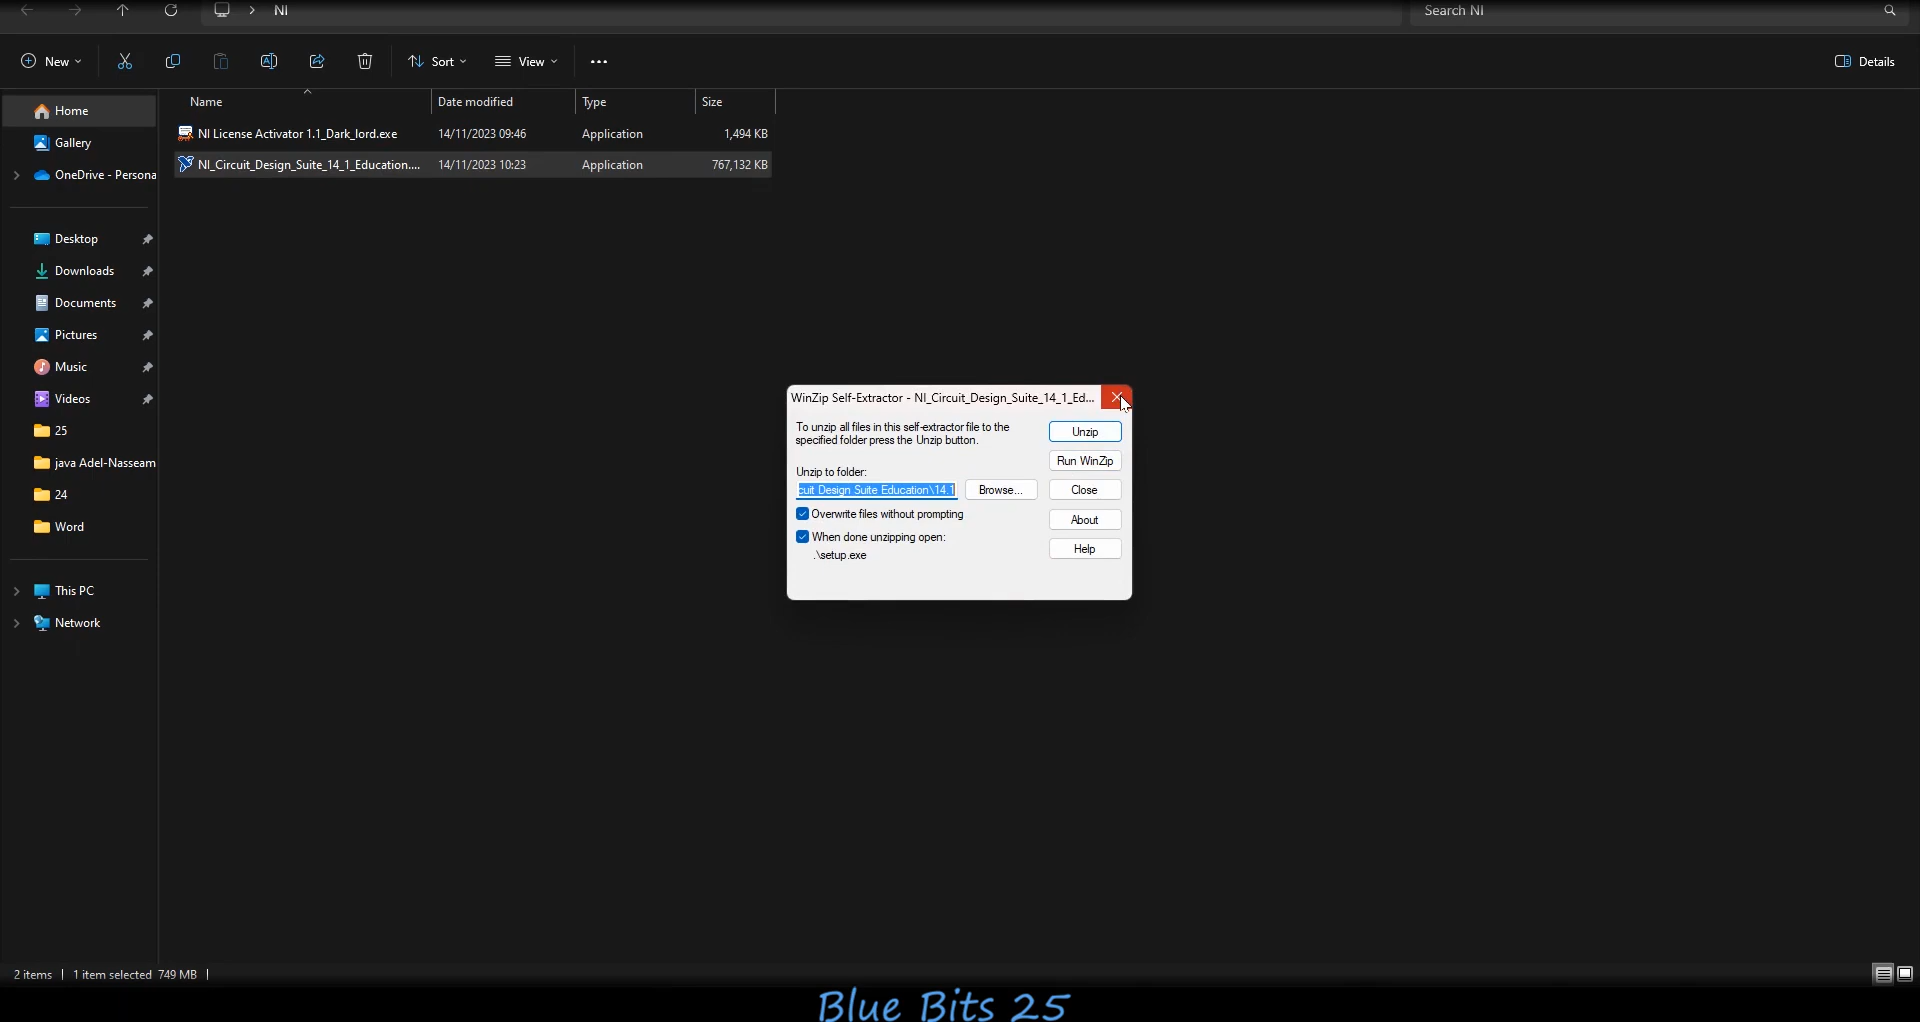 NI
Search NI
New
Sort
View
Details
Name
Date modified
Type
Size
Home
NI License Activator 1.1_Dark_lord.exe
14/11/2023 09:46
Application
1,494 KB
Gallery
NI_Circuit_Design_Suite_14_1_Education....
14/11/2023 10:23
Application
767,132 KB
OneDrive - Persona
Desktop
Downloads
Documents
Pictures
Music
Videos
25
java Adel-Nasseam
24
Word
This PC
Network
WinZip Self-Extractor - NI_Circuit_Design_Suite_14_1_Ed...
To unzip all files in this self-extractor file to the
specified folder press the Unzip button.
Unzip to folder:
cuit Design Suite Education\14.1
Browse...
Overwrite files without prompting
When done unzipping open:
.\setup.exe
Unzip
Run WinZip
Close
About
Help
2 items
1 item selected 749 MB
Blue Bits 25